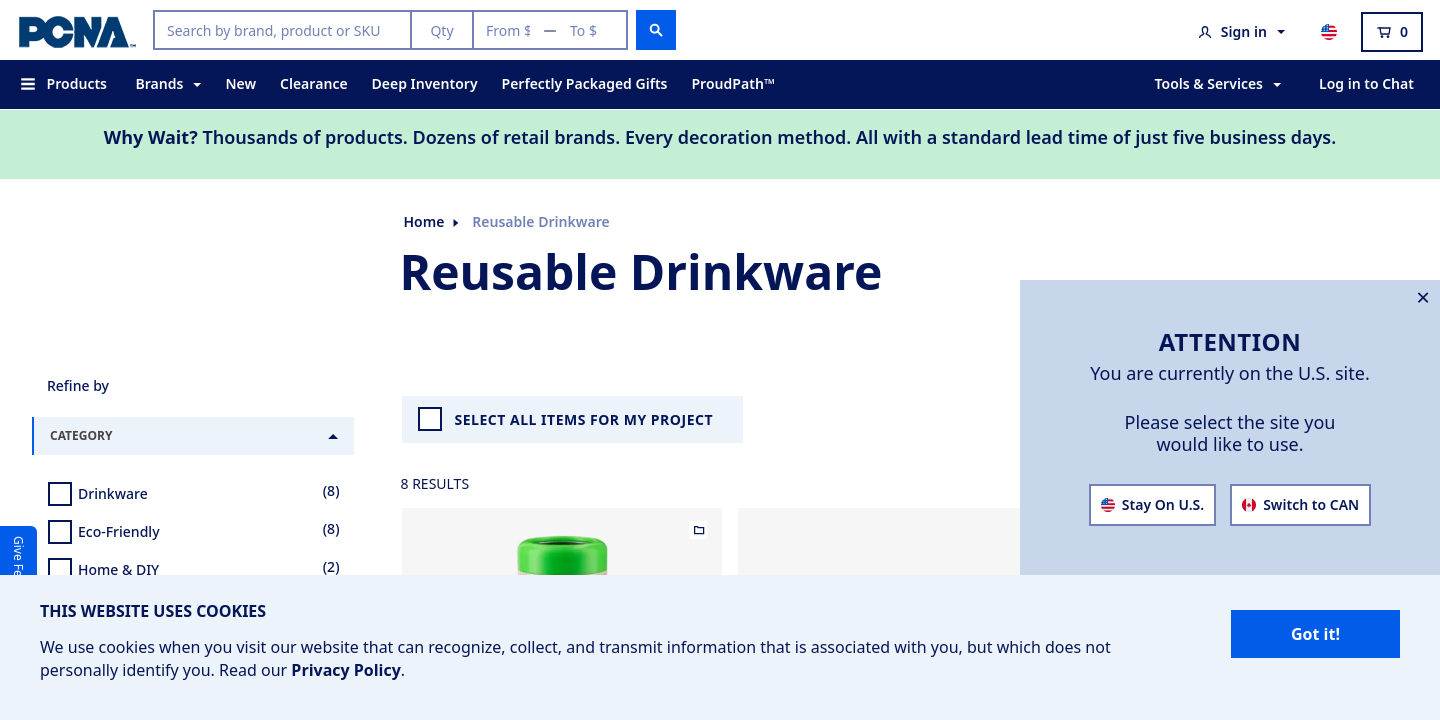 PCNA™
Search by brand, product or SKU
Qty
From $ — To $
Sign in
0
Products
Brands
New
Clearance
Deep Inventory
Perfectly Packaged Gifts
ProudPath™
Tools & Services
Log in to Chat
Why Wait? Thousands of products. Dozens of retail brands. Every decoration method. All with a standard lead time of just five business days.
Home
Reusable Drinkware
Reusable Drinkware
Refine by
CATEGORY
Drinkware (8)
Eco-Friendly (8)
Home & DIY (2)
Give Fe
SELECT ALL ITEMS FOR MY PROJECT
8 RESULTS
ATTENTION
You are currently on the U.S. site.
Please select the site you
would like to use.
Stay On U.S.
Switch to CAN
THIS WEBSITE USES COOKIES
We use cookies when you visit our website that can recognize, collect, and transmit information that is associated with you, but which does not
personally identify you. Read our Privacy Policy.
Got it!